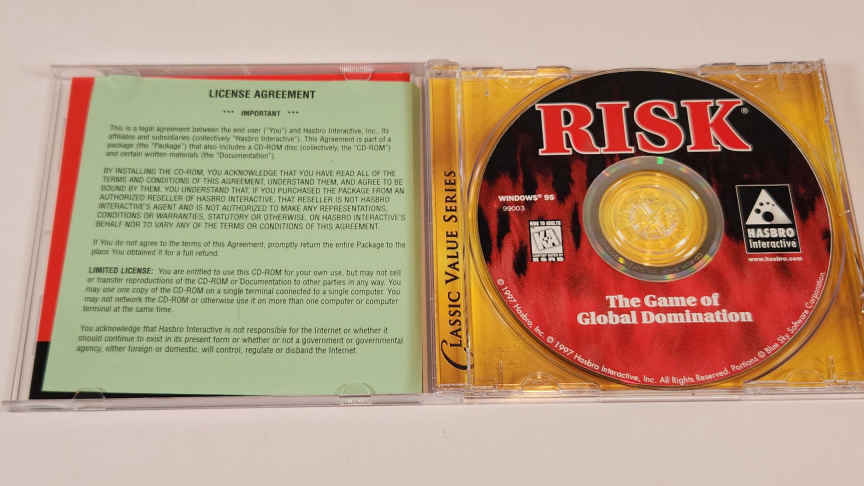 LICENSE AGREEMENT
*** IMPORTANT ***
This is a legal agreement between the end user ("You") and Hasbro Interactive, Inc., its
affiliates and subsidiaries (collectively "Hasbro Interactive"). This Agreement is part of a
package (the "Package") that also includes a CD-ROM disc (collectively, the "CD-ROM")
and certain written materials (the "Documentation").
BY INSTALLING THE CD-ROM, YOU ACKNOWLEDGE THAT YOU HAVE READ ALL OF THE
TERMS AND CONDITIONS OF THIS AGREEMENT, UNDERSTAND THEM, AND AGREE TO BE
BOUND BY THEM. YOU UNDERSTAND THAT, IF YOU PURCHASED THE PACKAGE FROM AN
AUTHORIZED RESELLER OF HASBRO INTERACTIVE, THAT RESELLER IS NOT HASBRO
INTERACTIVE'S AGENT AND IS NOT AUTHORIZED TO MAKE ANY REPRESENTATIONS,
CONDITIONS OR WARRANTIES, STATUTORY OR OTHERWISE, ON HASBRO INTERACTIVE'S
BEHALF NOR TO VARY ANY OF THE TERMS OR CONDITIONS OF THIS AGREEMENT.
If You do not agree to the terms of this Agreement, promptly return the entire Package to the
place You obtained it for a full refund.
LIMITED LICENSE: You are entitled to use this CD-ROM for your own use, but may not sell
or transfer reproductions of the CD-ROM or Documentation to other parties in any way. You
may use one copy of the CD-ROM on a single terminal connected to a single computer. You
may not network the CD-ROM or otherwise use it on more than one computer or computer
terminal at the same time.
You acknowledge that Hasbro Interactive is not responsible for the Internet or whether it
should continue to exist in its present form or whether or not a government or governmental
agency, either foreign or domestic, will control, regulate or disband the Internet.
CLASSIC VALUE SERIES
RISK®
WINDOWS® 95
99003
KIDS TO ADULTS
K-A
ESRB
HASBRO
Interactive
www.hasbro.com
The Game of
Global Domination
© 1997 Hasbro, Inc. © 1997 Hasbro Interactive, Inc. All Rights Reserved. Portions © Blue Sky Software Corporation